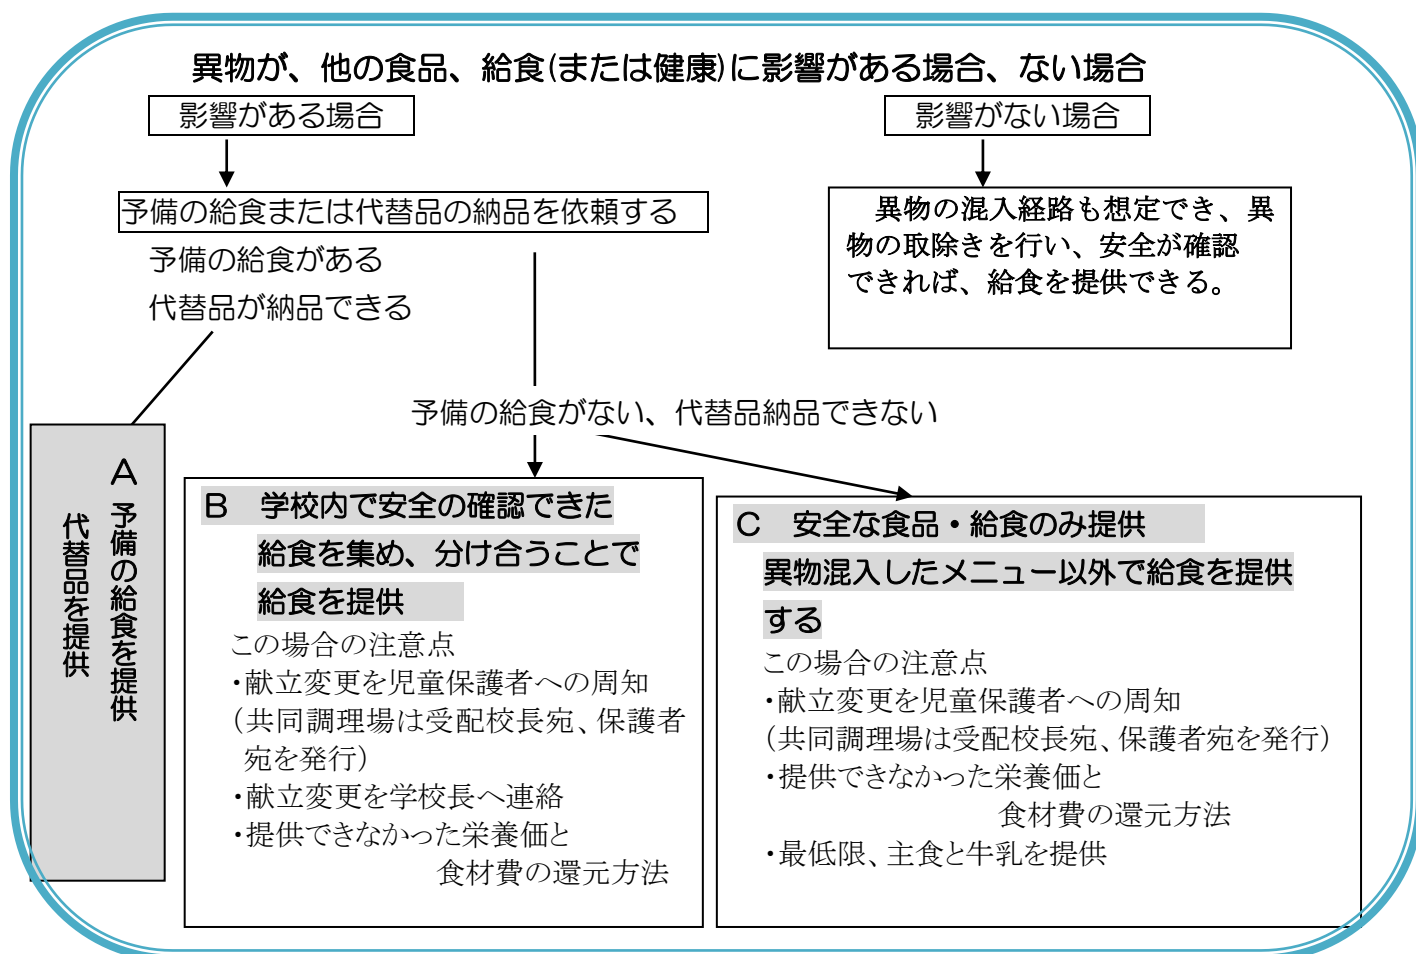 異物が、他の食品、給食(または健康)に影響がある場合、ない場合
影響がある場合
影響がない場合
予備の給食または代替品の納品を依頼する
異物の混入経路も想定でき、異
物の取除きを行い、安全が確認
できれば、給食を提供できる。
予備の給食がある
代替品が納品できる
予備の給食がない、代替品納品できない
A 予備の給食を提供
代替品を提供
B 学校内で安全の確認できた
給食を集め、分け合うことで
給食を提供
この場合の注意点
・献立変更を児童保護者への周知
（共同調理場は受配校長宛、保護者
宛を発行）
・献立変更を学校長へ連絡
・提供できなかった栄養価と
食材費の還元方法
C 安全な食品・給食のみ提供
異物混入したメニュー以外で給食を提供
する
この場合の注意点
・献立変更を児童保護者への周知
（共同調理場は受配校長宛、保護者宛を発行）
・提供できなかった栄養価と
食材費の還元方法
・最低限、主食と牛乳を提供